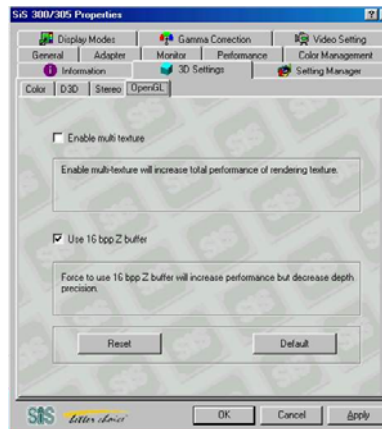 SiS 300/305 Properties
Display Modes
Gamma Correction
Video Setting
General
Adapter
Monitor
Performance
Color Management
Information
3D Settings
Setting Manager
Color
D3D
Stereo
OpenGL
Enable multi texture
Enable multi-texture will increase total performance of rendering texture.
Use 16 bpp Z buffer
Force to use 16 bpp Z buffer will increase performance but decrease depth
precision.
Reset
Default
SiS
better choice
OK
Cancel
Apply